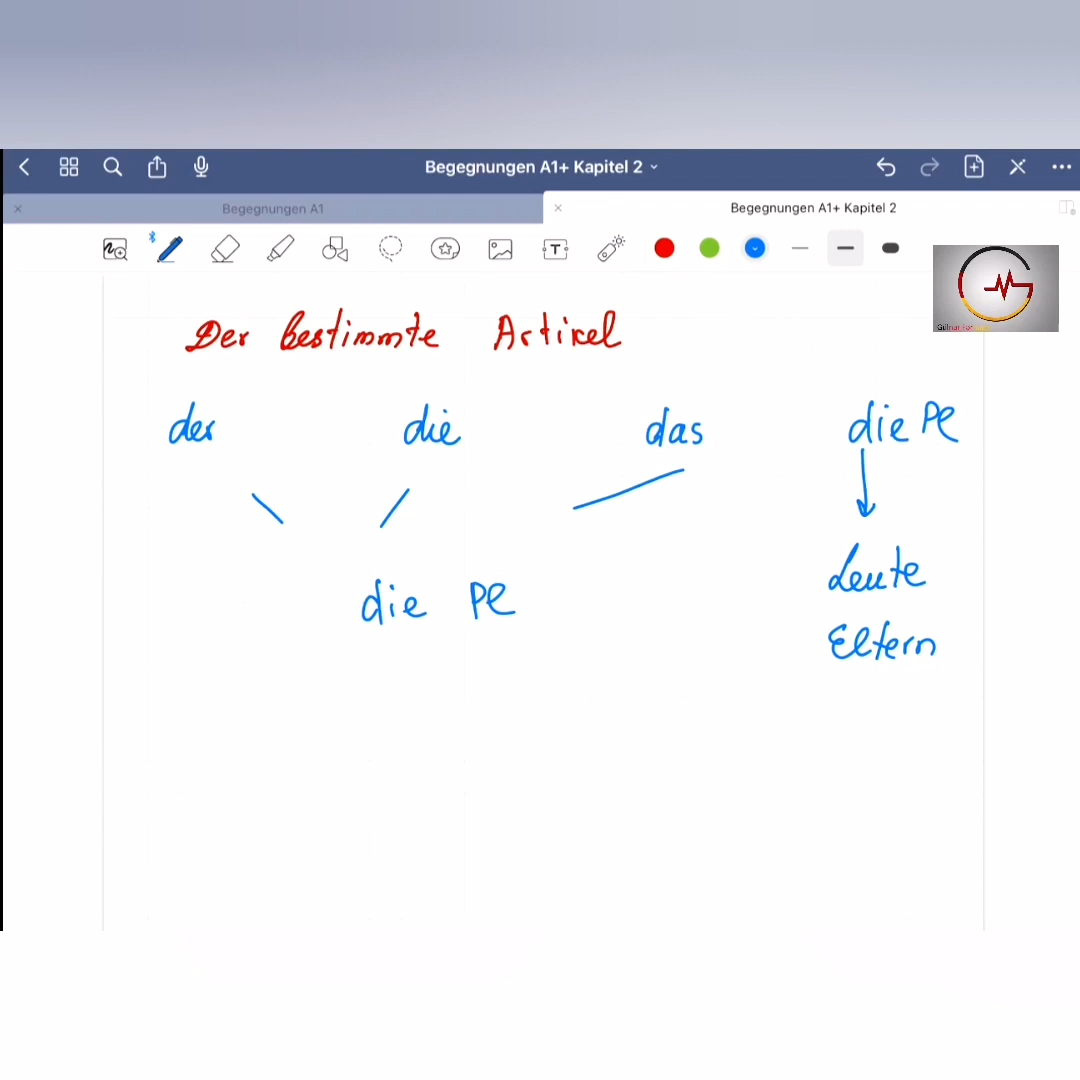 Begegnungen A1+ Kapitel 2
Begegnungen A1
Begegnungen A1+ Kapitel 2
T
Der bestimmte Artikel
der die das die Pl
Leute
die Pl
Eltern